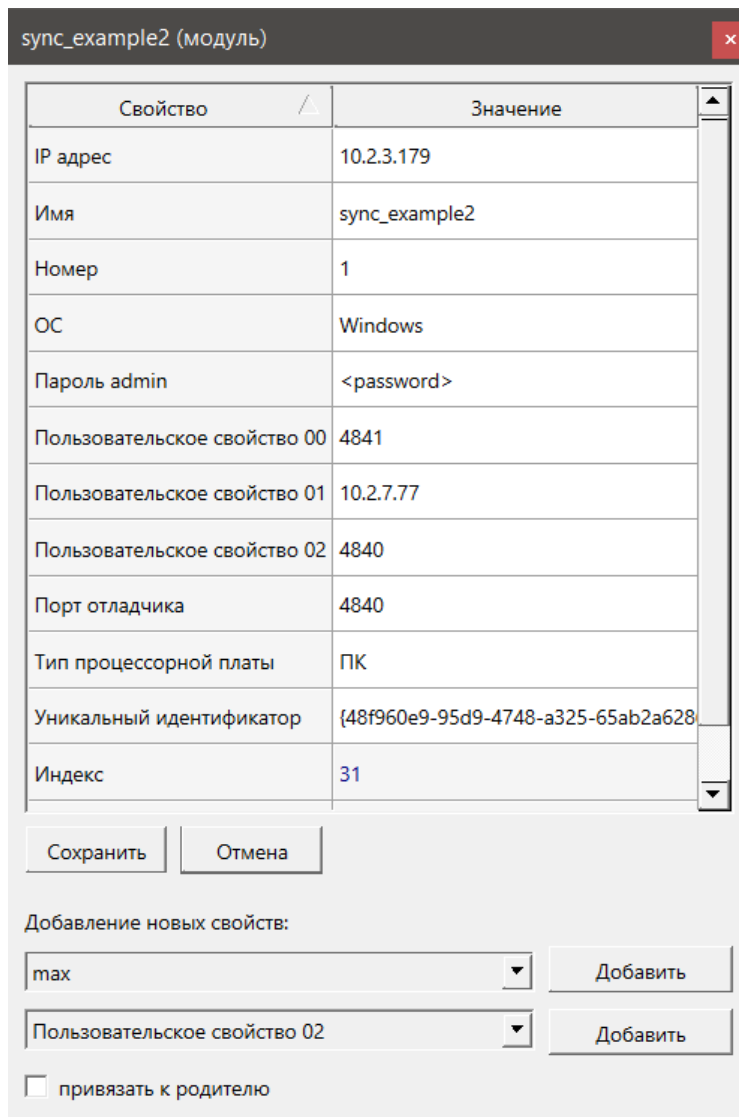 sync_example2 (модуль)
Свойство Значение
IP адрес 10.2.3.179
Имя sync_example2
Номер 1
ОС Windows
Пароль admin <password>
Пользовательское свойство 00 4841
Пользовательское свойство 01 10.2.7.77
Пользовательское свойство 02 4840
Порт отладчика 4840
Тип процессорной платы ПК
Уникальный идентификатор {48f960e9-95d9-4748-a325-65ab2a628
Индекс 31
Сохранить Отмена
Добавление новых свойств:
max Добавить
Пользовательское свойство 02 Добавить
привязать к родителю